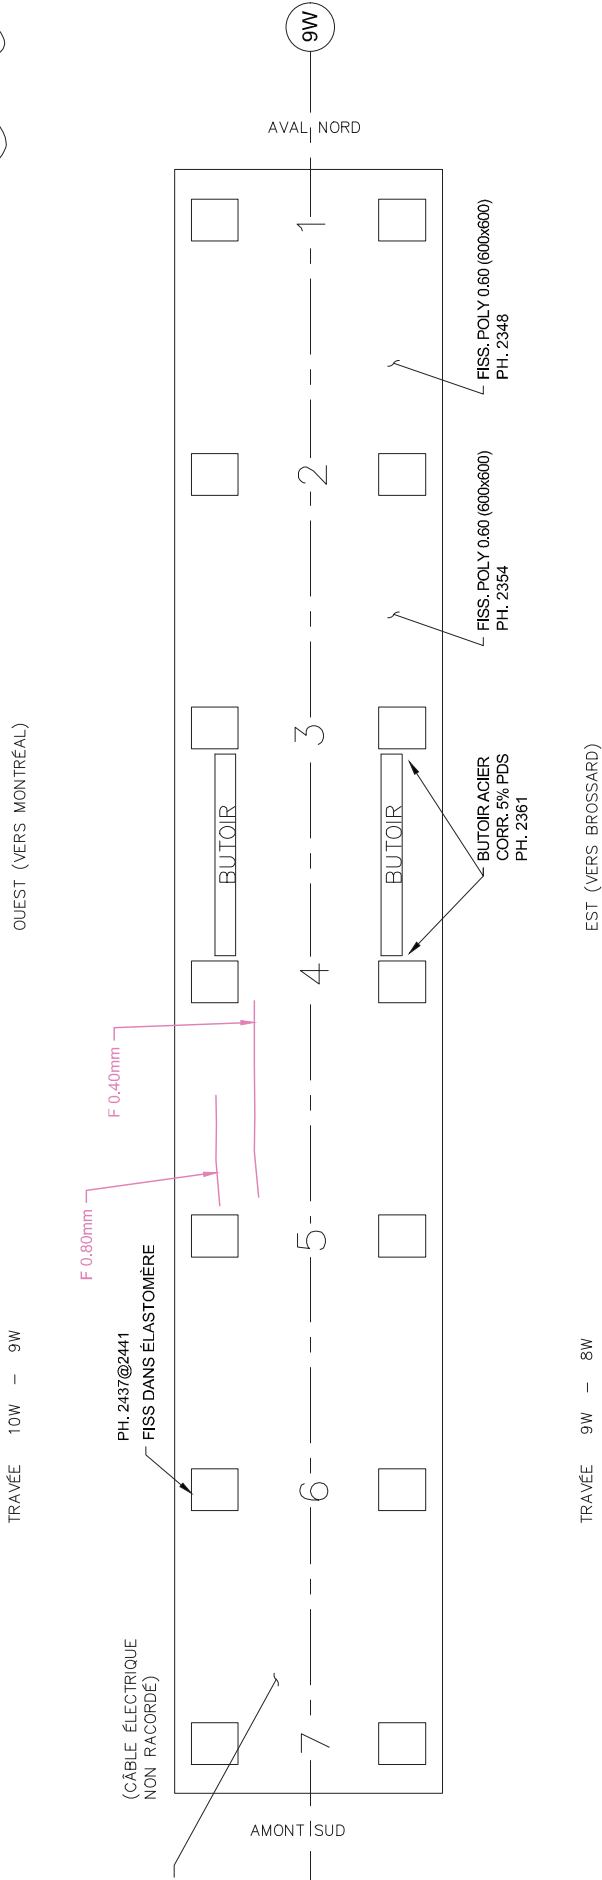 9W
AVAL NORD
1
FISS. POLY 0.60 (600x600)
PH. 2348
2
FISS. POLY 0.60 (600x600)
PH. 2354
OUEST (VERS MONTRÉAL)
3
BUTOIR
BUTOIR
BUTOIR ACIER
CORR. 5% PDS
PH. 2361
EST (VERS BROSSARD)
4
F 0.40mm
F 0.80mm
5
PH. 2437@2441
FISS DANS ÉLASTOMÈRE
TRAVÉE 10W - 9W
6
TRAVÉE 9W - 8W
(CÂBLE ÉLECTRIQUE
NON RACORDÉ)
7
AMONT SUD